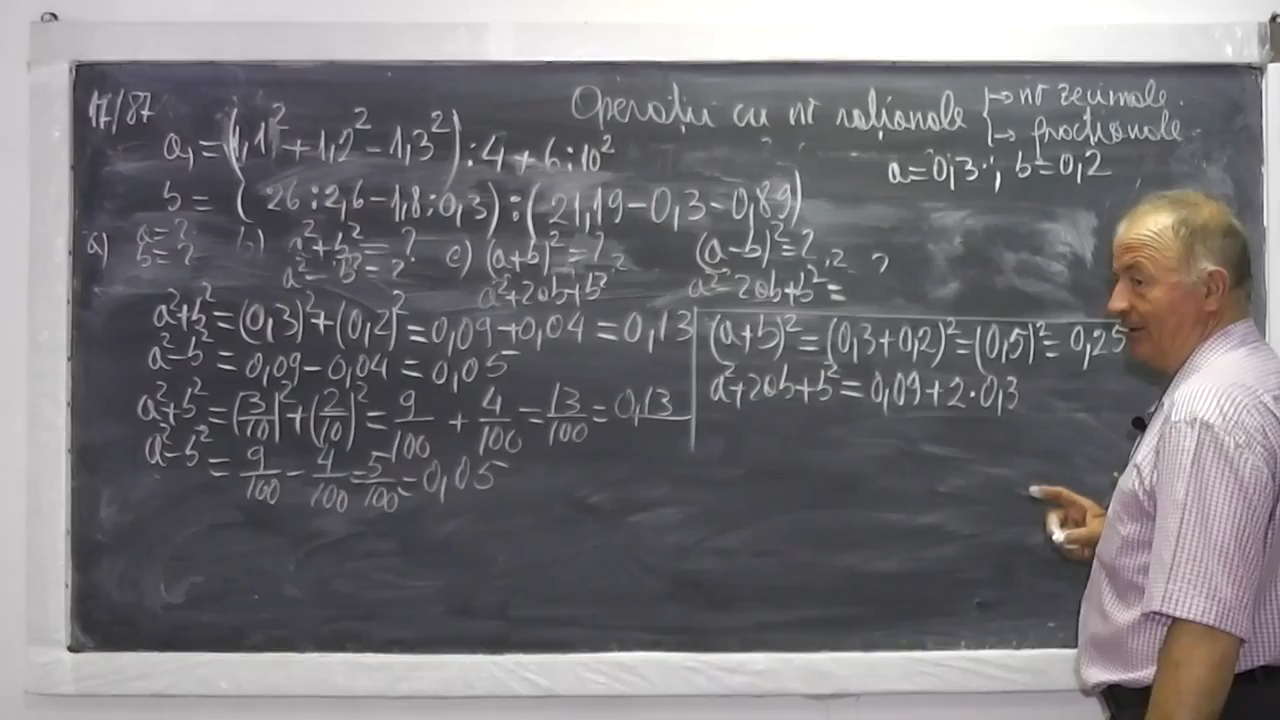 17/87
Operații cu nr raționale → nr zecimale.
→ fracționale.
a = (1,1² + 1,2² - 1,3²) : 4 + 6 : 10²
a = 0,3 ; b = 0,2
b = (26 : 2,6 - 1,8 : 0,3) : (21,19 - 0,3 - 0,89)
a) a = ? b) a² + b² = ? c) (a+b)² = ? (a-b)² = ?
b = ? a² - b² = ? a² + 2ab + b² a² - 2ab + b² = ?
a² + b² = (0,3)² + (0,2)² = 0,09 + 0,04 = 0,13
a² - b² = 0,09 - 0,04 = 0,05
a² + b² = (3/10)² + (2/10)² = 9/100 + 4/100 = 13/100 = 0,13
a² - b² = 9/100 - 4/100 = 5/100 = 0,05
(a+b)² = (0,3+0,2)² = (0,5)² = 0,25
a² + 2ab + b² = 0,09 + 2·0,3